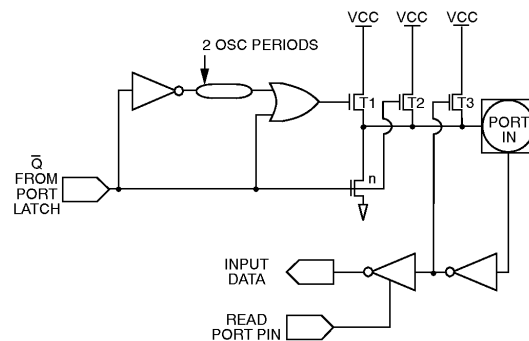 VCC VCC VCC
2 OSC PERIODS
T1 T2 T3
PORT
IN
Q̅
FROM
PORT
LATCH
n
INPUT
DATA
READ
PORT PIN